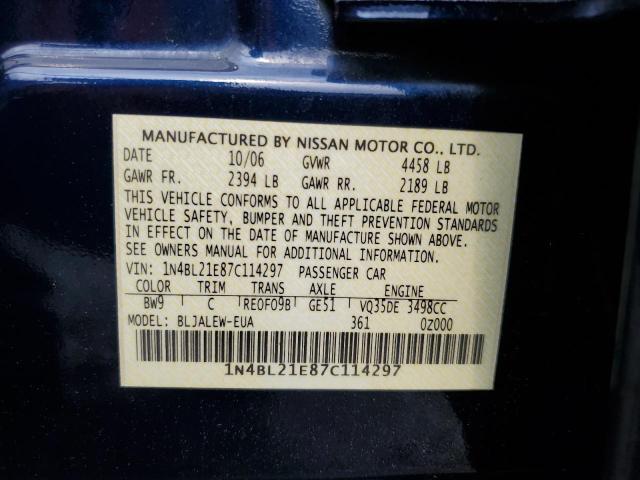 MANUFACTURED BY NISSAN MOTOR CO., LTD.
DATE 10/06 GVWR 4458 LB
GAWR FR. 2394 LB GAWR RR. 2189 LB
THIS VEHICLE CONFORMS TO ALL APPLICABLE FEDERAL MOTOR
VEHICLE SAFETY, BUMPER AND THEFT PREVENTION STANDARDS
IN EFFECT ON THE DATE OF MANUFACTURE SHOWN ABOVE.
SEE OWNERS MANUAL FOR ADDITIONAL INFORMATION.
VIN: 1N4BL21E87C114297 PASSENGER CAR
COLOR TRIM TRANS AXLE ENGINE
BW9 C RE0F09B GE51 VQ35DE 3498CC
MODEL: BLJALEW-EUA 361 0Z000
1N4BL21E87C114297